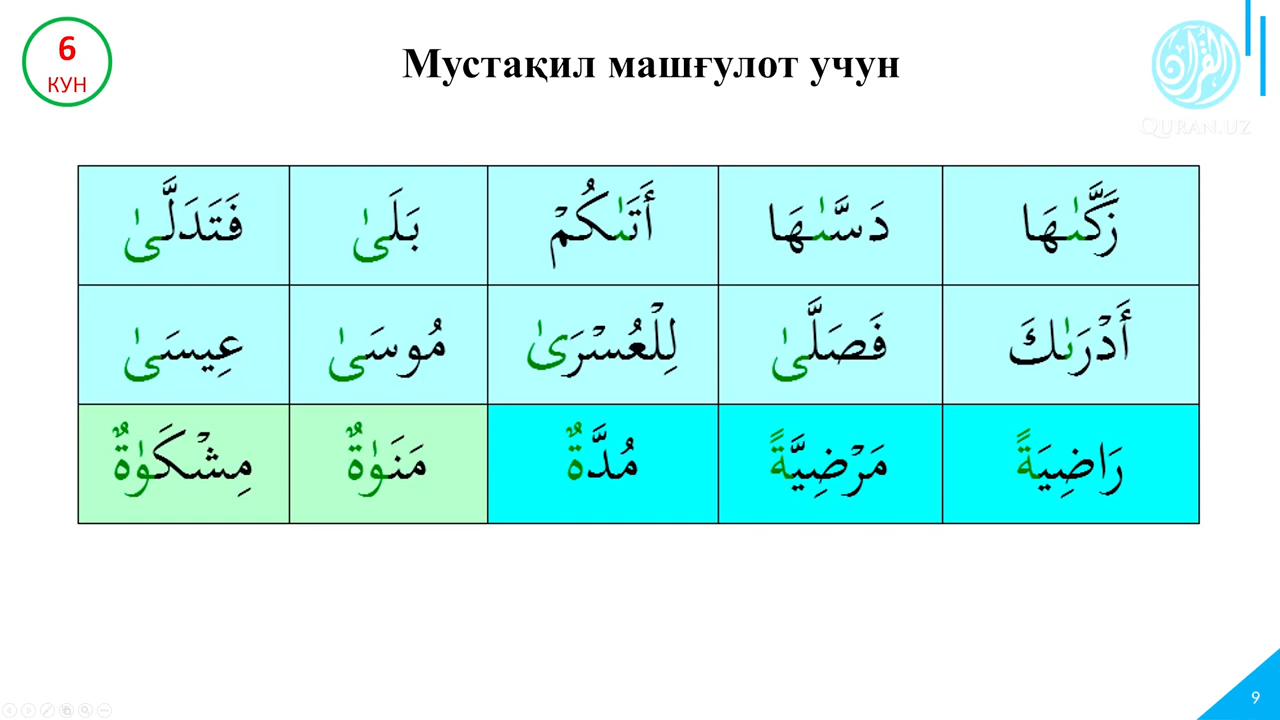 6
КУН
Мустақил машғулот учун
QURAN.UZ
زَكَّىٰهَا دَسَّىٰهَا أَتَىٰكُمْ بَلَىٰ فَتَدَلَّىٰ
أَدْرَىٰكَ فَصَلَّىٰ لِلْعُسْرَىٰ مُوسَىٰ عِيسَىٰ
رَاضِيَةً مَرْضِيَّةً مُدَّةٌ مَنَوٰةٌ مِشْكَوٰةٌ
9